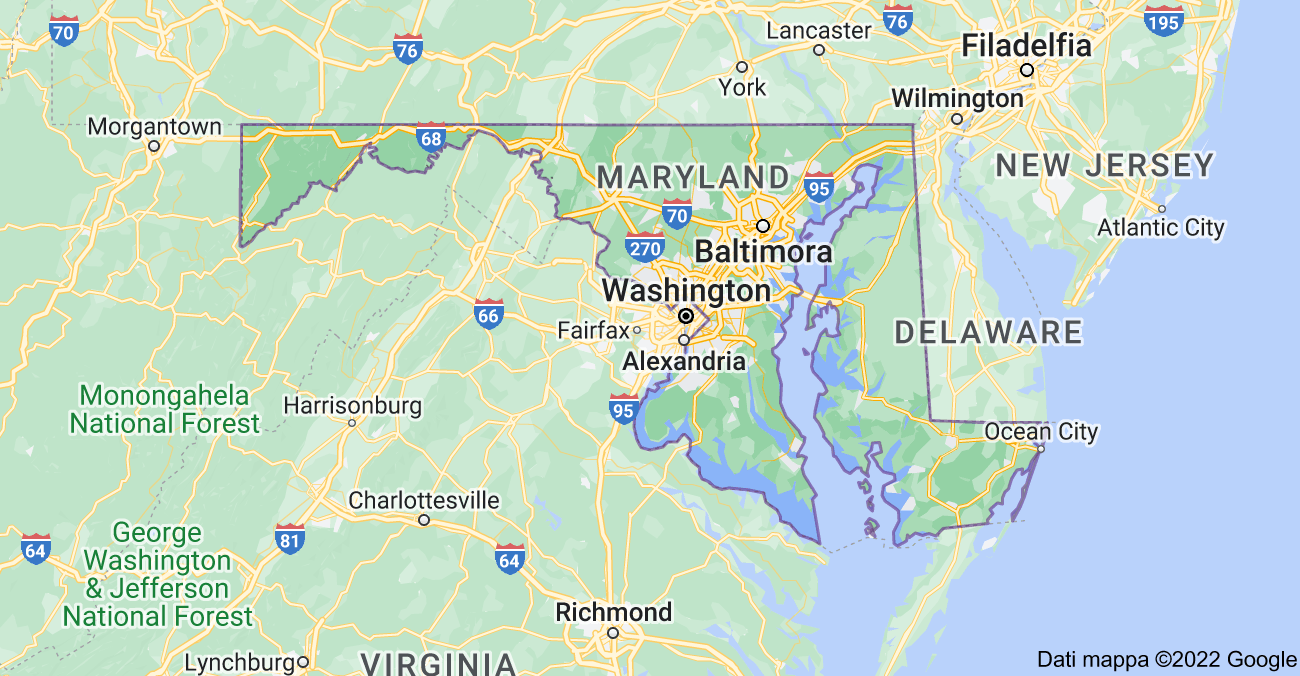 70
76
76
195
Lancaster
Filadelfia
York
Wilmington
Morgantown
68
MARYLAND
95
NEW JERSEY
70
Atlantic City
270
Baltimora
Washington
66
Fairfax
DELAWARE
Alexandria
Monongahela
National Forest
Harrisonburg
95
Ocean City
Charlottesville
George
Washington
& Jefferson
National Forest
64
81
64
Richmond
Lynchburg
VIRGINIA
Dati mappa ©2022 Google